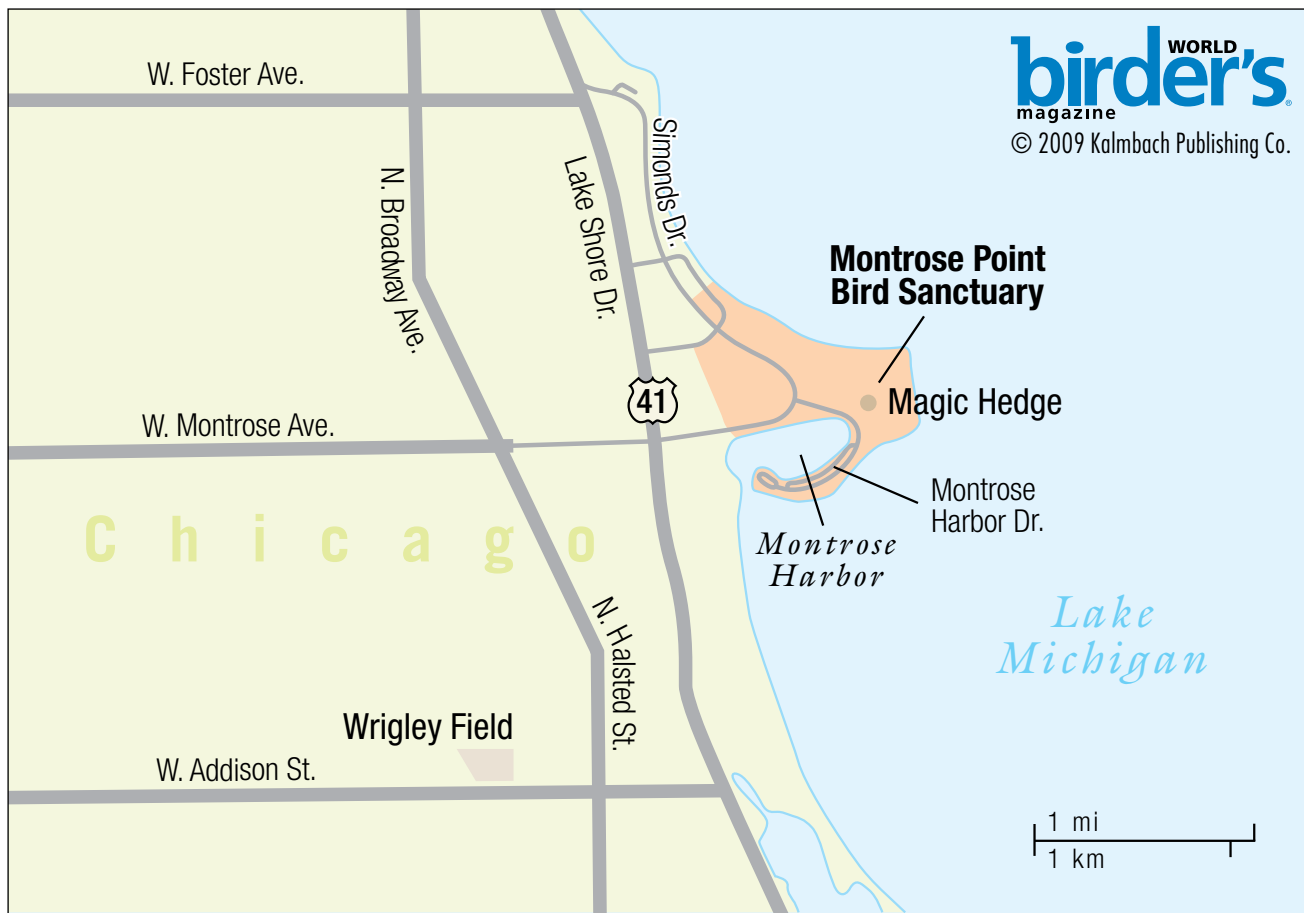 WORLD
birder's®
magazine
© 2009 Kalmbach Publishing Co.
W. Foster Ave.
Simonds Dr.
Lake Shore Dr.
N. Broadway Ave.
Montrose Point
Bird Sanctuary
41
Magic Hedge
W. Montrose Ave.
Montrose
Harbor Dr.
Chicago
Montrose
Harbor
N. Halsted St.
Lake
Michigan
Wrigley Field
W. Addison St.
1 mi
1 km